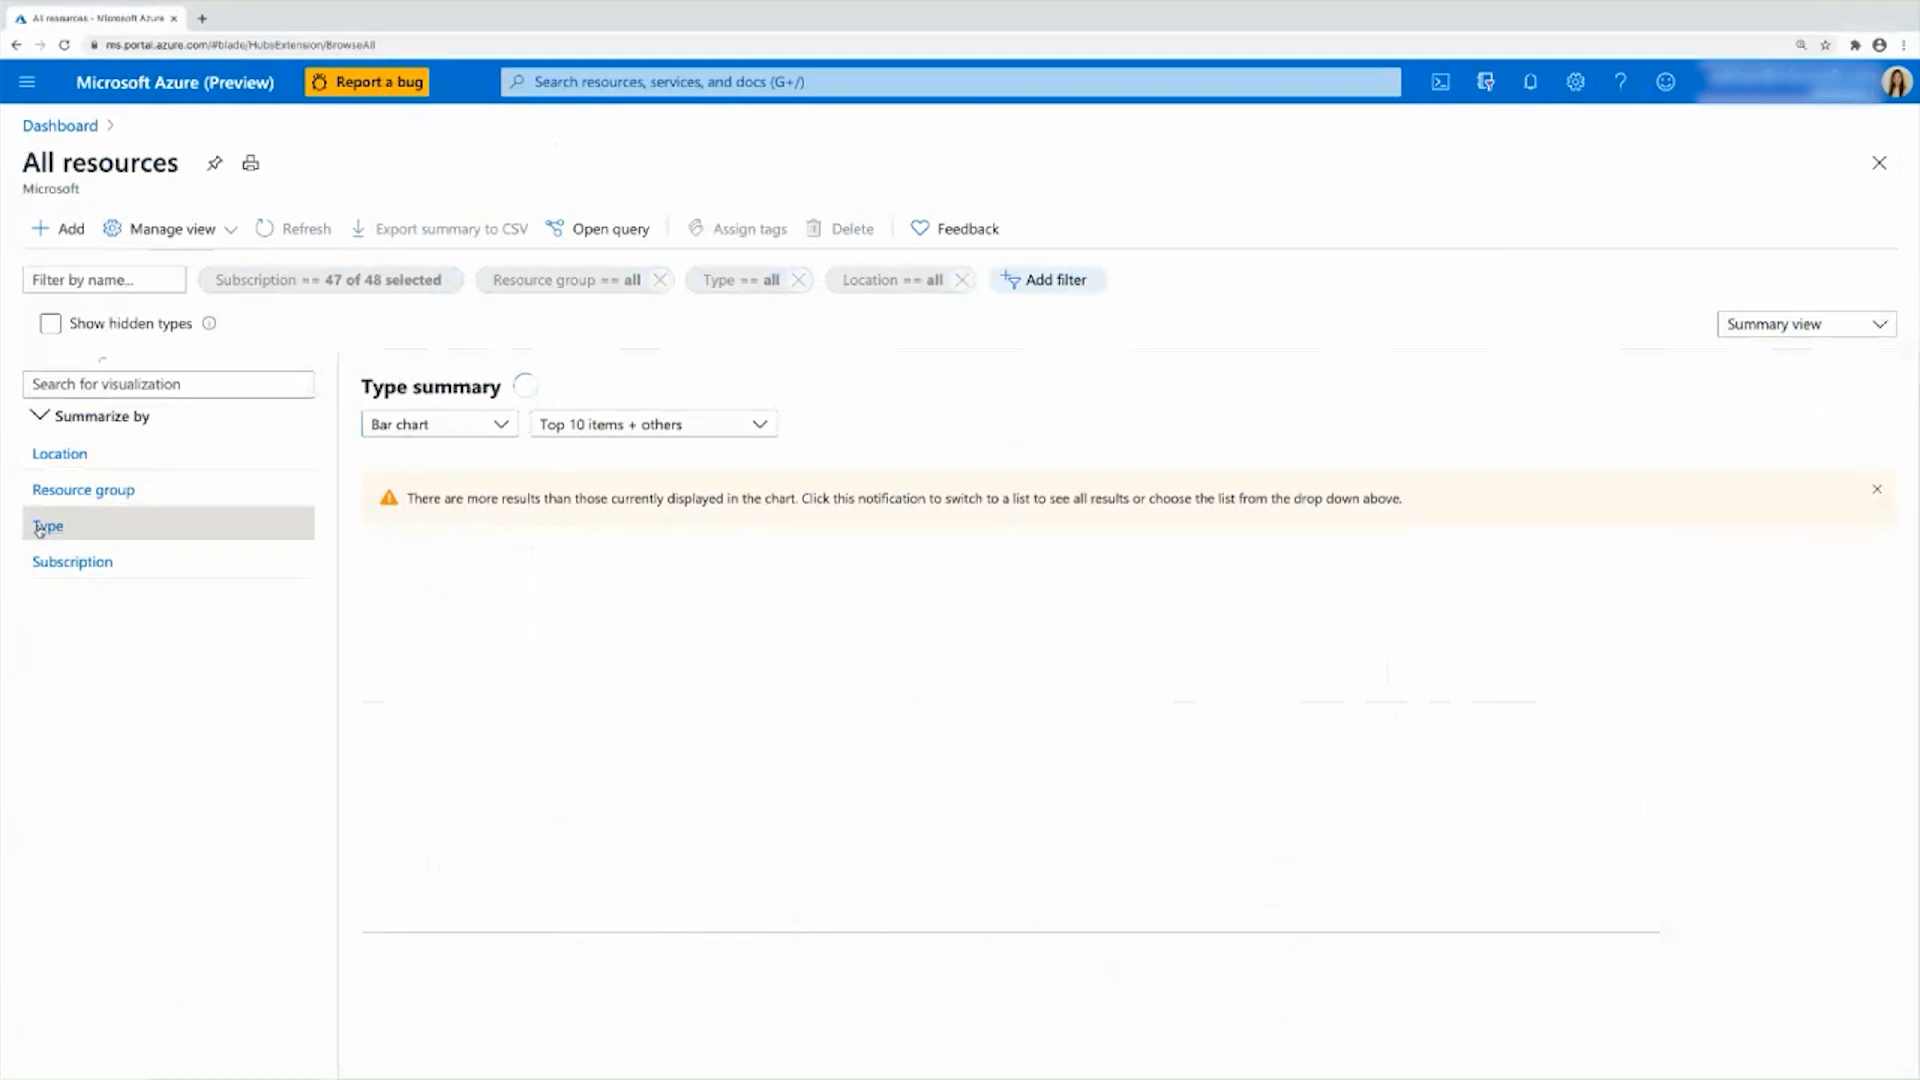 All resources - Microsoft Azure
ms.portal.azure.com/#blade/HubsExtension/BrowseAll
Microsoft Azure (Preview)
Report a bug
Search resources, services, and docs (G+/)
Dashboard
All resources
Microsoft
Add
Manage view
Refresh
Export summary to CSV
Open query
Assign tags
Delete
Feedback
Filter by name...
Subscription == 47 of 48 selected
Resource group == all
Type == all
Location == all
Add filter
Show hidden types
Summary view
Search for visualization
Summarize by
Location
Resource group
Type
Subscription
Type summary
Bar chart
Top 10 items + others
There are more results than those currently displayed in the chart. Click this notification to switch to a list to see all results or choose the list from the drop down above.